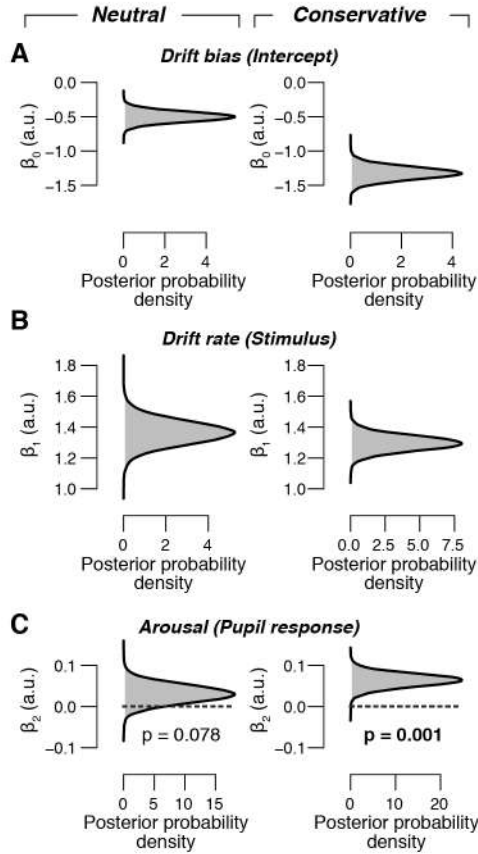 Neutral Conservative
A
Drift bias (Intercept)
β0 (a.u.)
0.0
−0.5
−1.0
−1.5
0 2 4
Posterior probability
density
β0 (a.u.)
0.0
−0.5
−1.0
−1.5
0 2 4
Posterior probability
density
B
Drift rate (Stimulus)
β1 (a.u.)
1.8
1.6
1.4
1.2
1.0
0 2 4
Posterior probability
density
β1 (a.u.)
1.8
1.6
1.4
1.2
1.0
0.0 2.5 5.0 7.5
Posterior probability
density
C
Arousal (Pupil response)
β2 (a.u.)
0.1
0.0
−0.1
p = 0.078
0 5 10 15
Posterior probability
density
β2 (a.u.)
0.1
0.0
−0.1
p = 0.001
0 10 20
Posterior probability
density